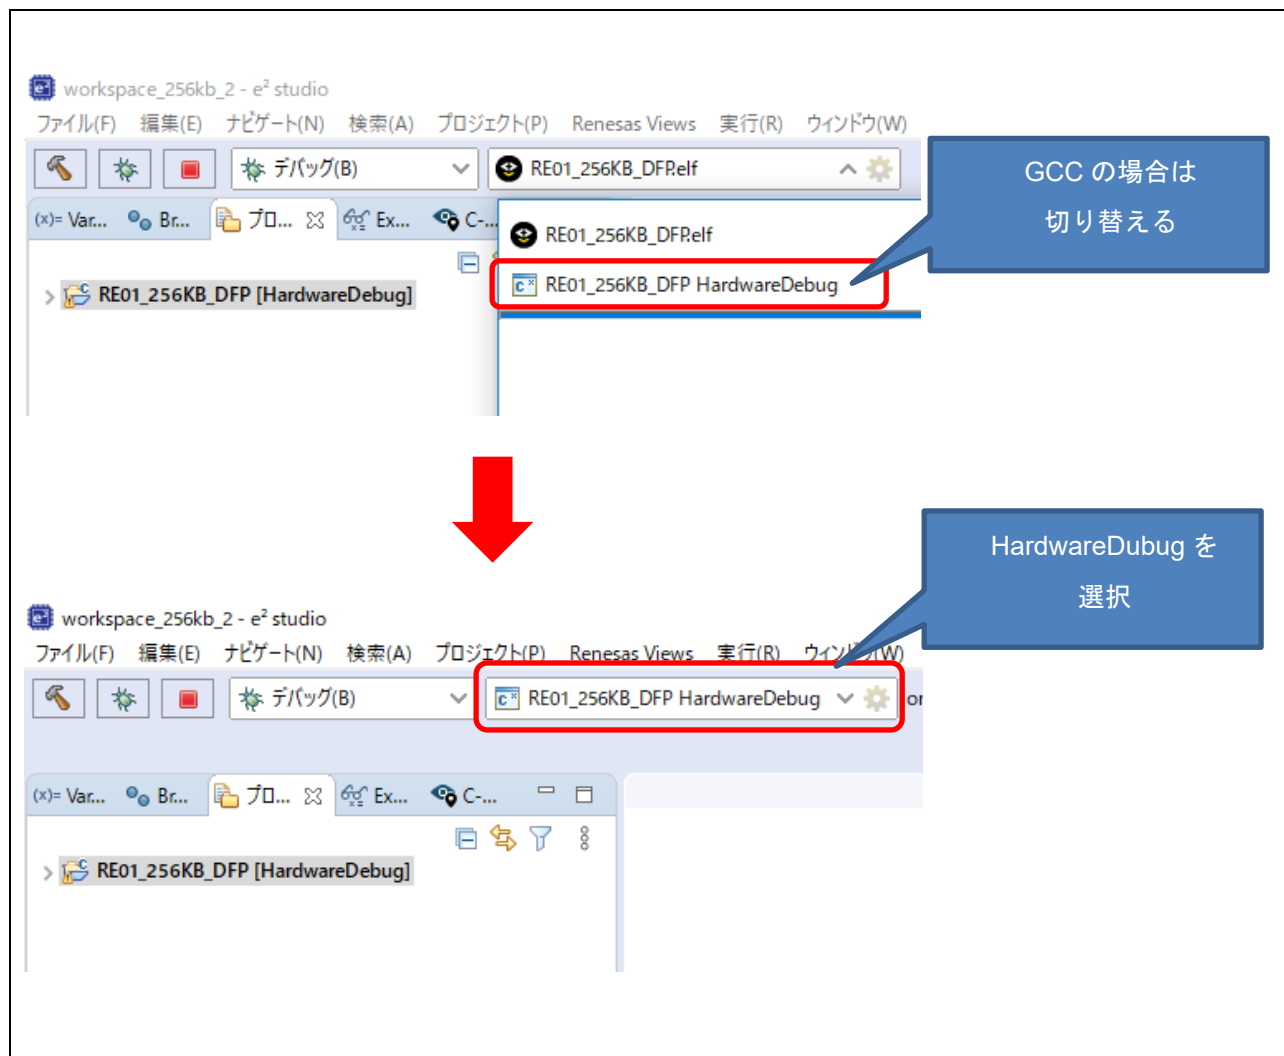 workspace_256kb_2 - e² studio
ファイル(F) 編集(E) ナビゲート(N) 検索(A) プロジェクト(P) Renesas Views 実行(R) ウィンドウ(W)
デバッグ(B) RE01_256KB_DFP.elf
GCC の場合は
切り替える
(x)= Var... Br... プロ... Ex... C-...
RE01_256KB_DFP.elf
RE01_256KB_DFP HardwareDebug
RE01_256KB_DFP [HardwareDebug]
HardwareDubug を
選択
workspace_256kb_2 - e² studio
ファイル(F) 編集(E) ナビゲート(N) 検索(A) プロジェクト(P) Renesas Views 実行(R) ウィンドウ(W)
デバッグ(B) RE01_256KB_DFP HardwareDebug
(x)= Var... Br... プロ... Ex... C-...
RE01_256KB_DFP [HardwareDebug]